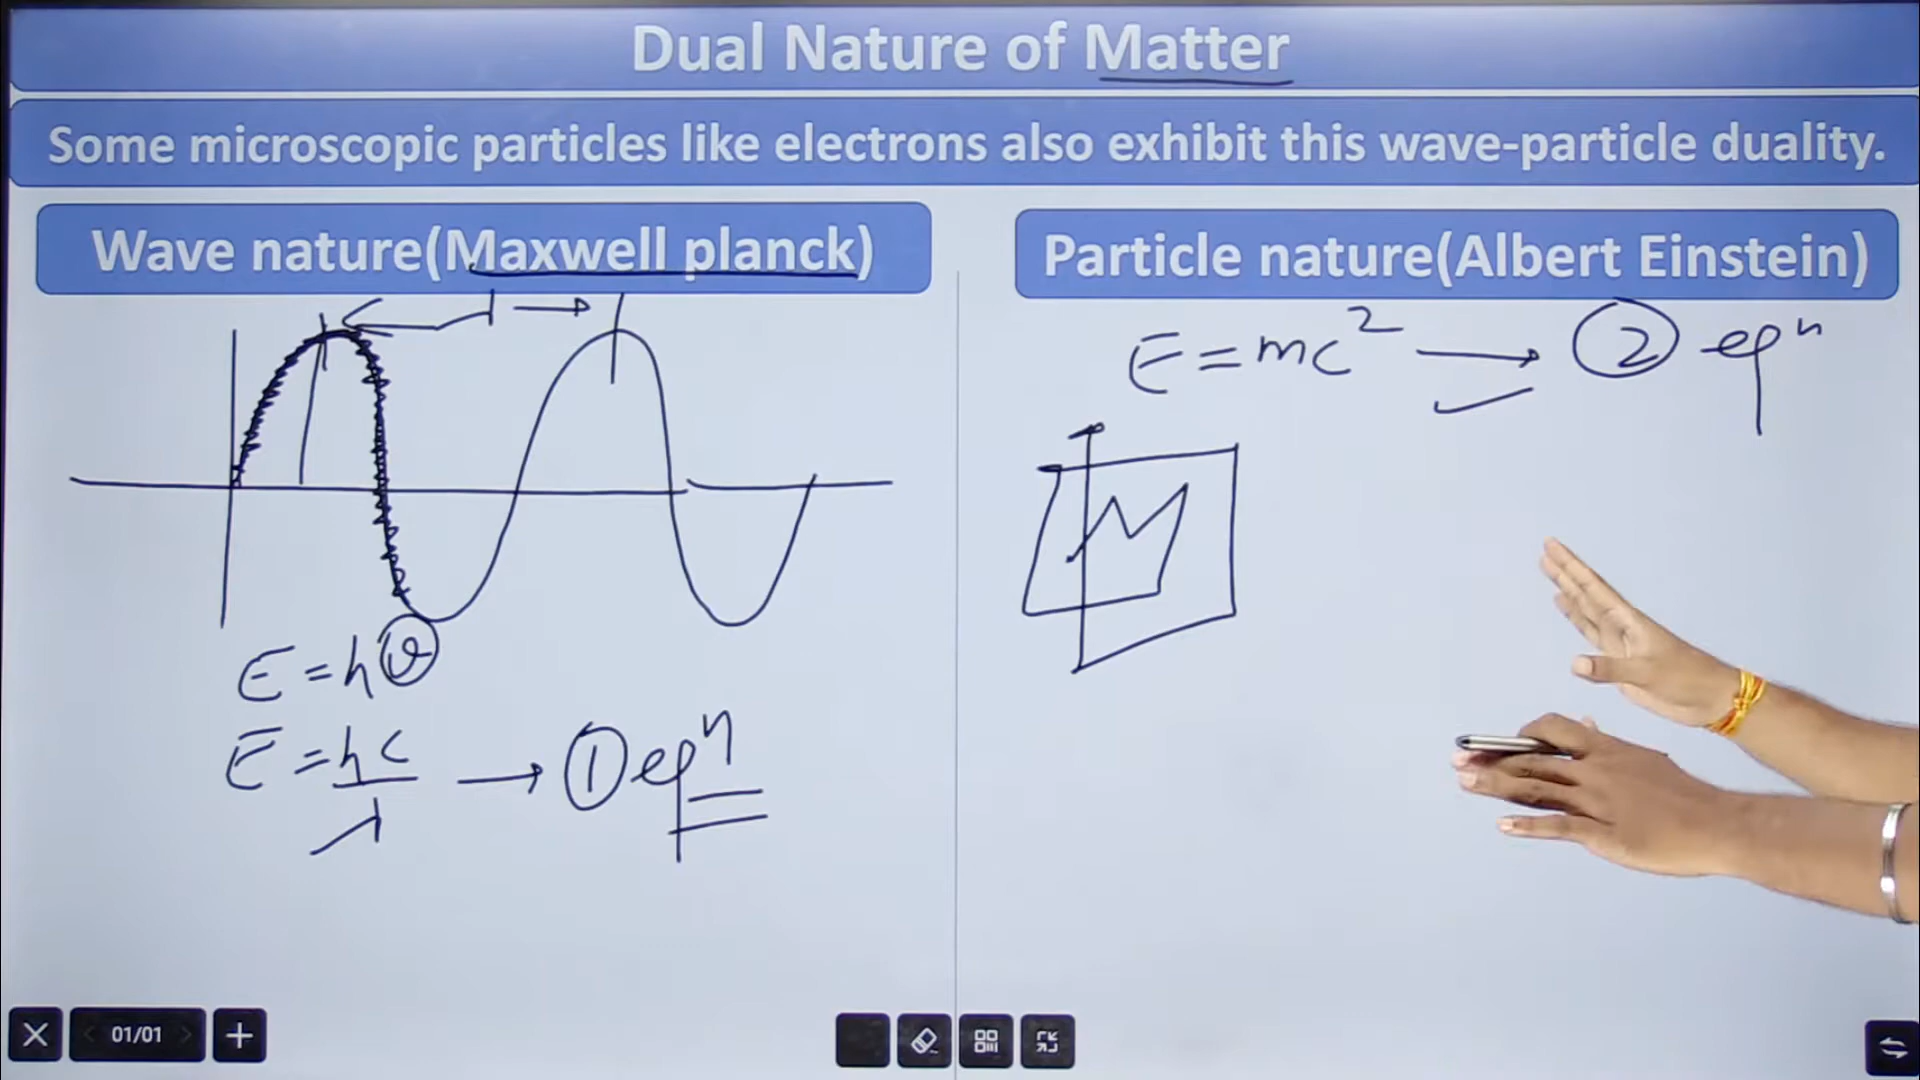 Dual Nature of Matter
Some microscopic particles like electrons also exhibit this wave-particle duality.
Wave nature(Maxwell planck)
λ
E = hν
E = hc/λ → ① eqⁿ
Particle nature(Albert Einstein)
E = mc² → ② eqⁿ
01/01